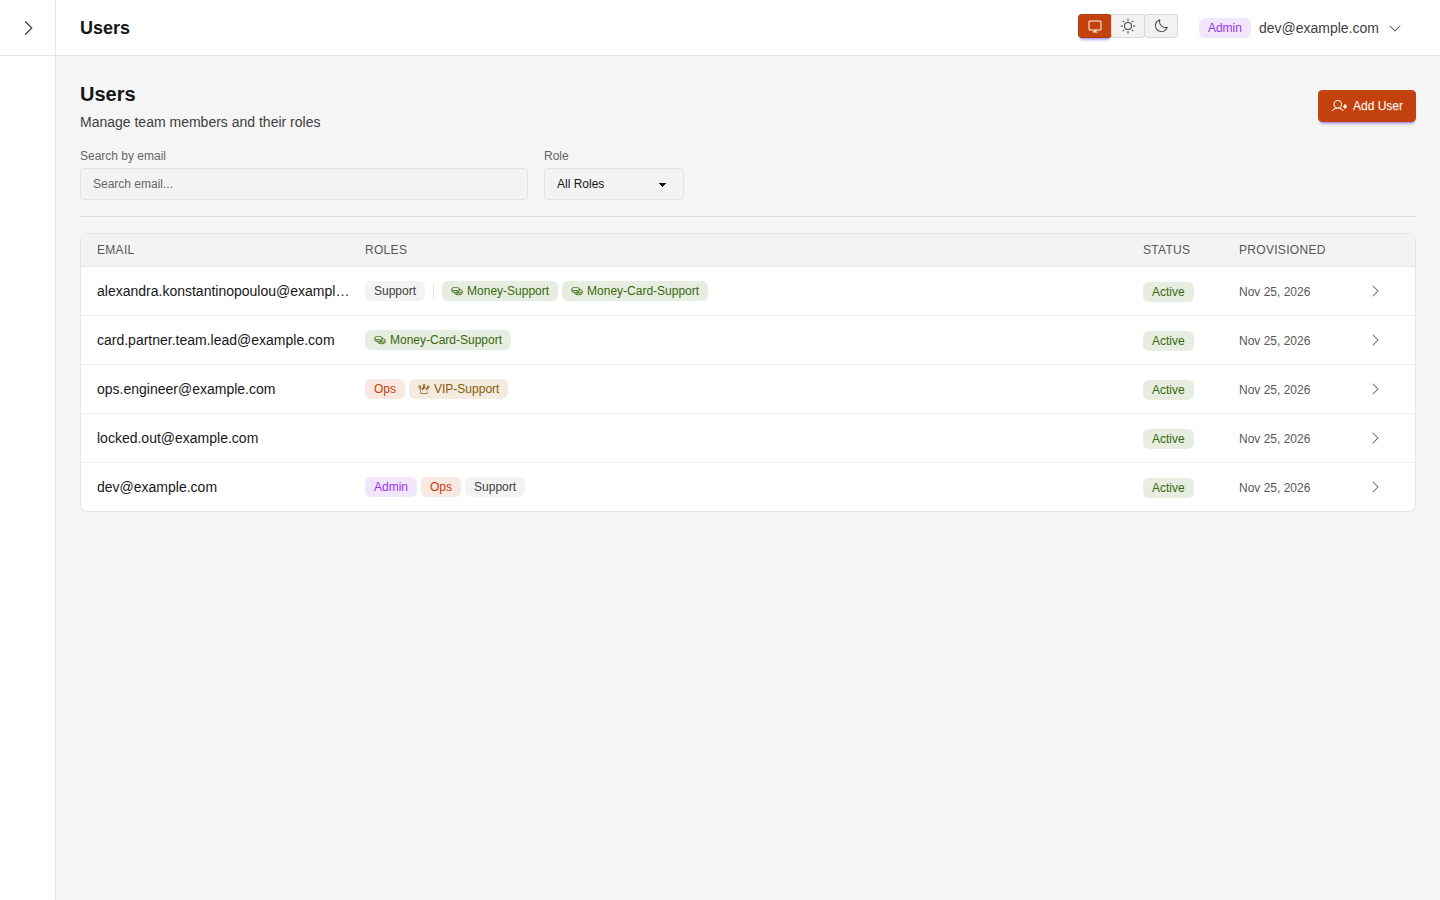 Users
Admin dev@example.com
Users
Manage team members and their roles
Add User
Search by email Role
Search email... All Roles
EMAIL ROLES STATUS PROVISIONED
alexandra.konstantinopoulou@exampl… Support Money-Support Money-Card-Support Active Nov 25, 2026
card.partner.team.lead@example.com Money-Card-Support Active Nov 25, 2026
ops.engineer@example.com Ops VIP-Support Active Nov 25, 2026
locked.out@example.com Active Nov 25, 2026
dev@example.com Admin Ops Support Active Nov 25, 2026